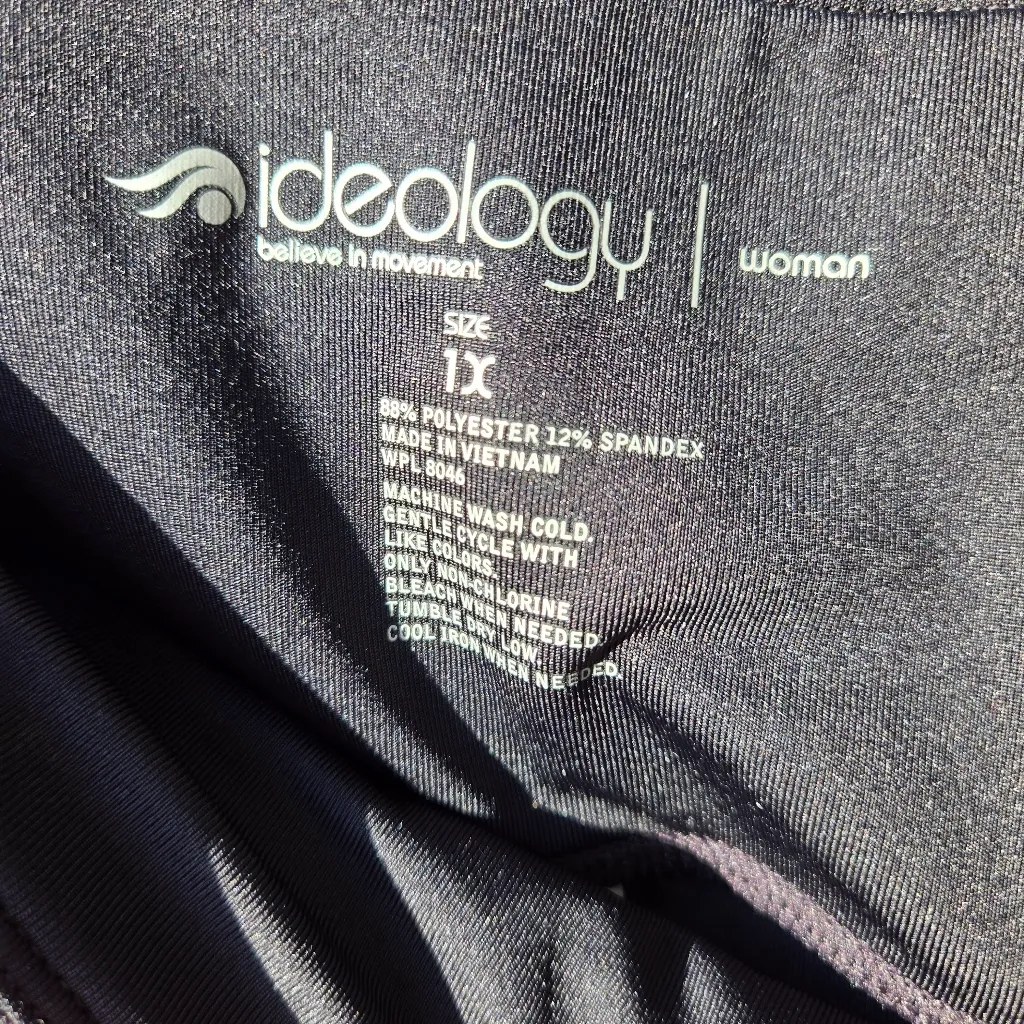 ideology | woman
believe in movement
SIZE
1X
88% POLYESTER 12% SPANDEX
MADE IN VIETNAM
WPL 8046
MACHINE WASH COLD.
GENTLE CYCLE WITH
LIKE COLORS.
ONLY NON-CHLORINE
BLEACH WHEN NEEDED.
TUMBLE DRY LOW.
COOL IRON WHEN NEEDED.